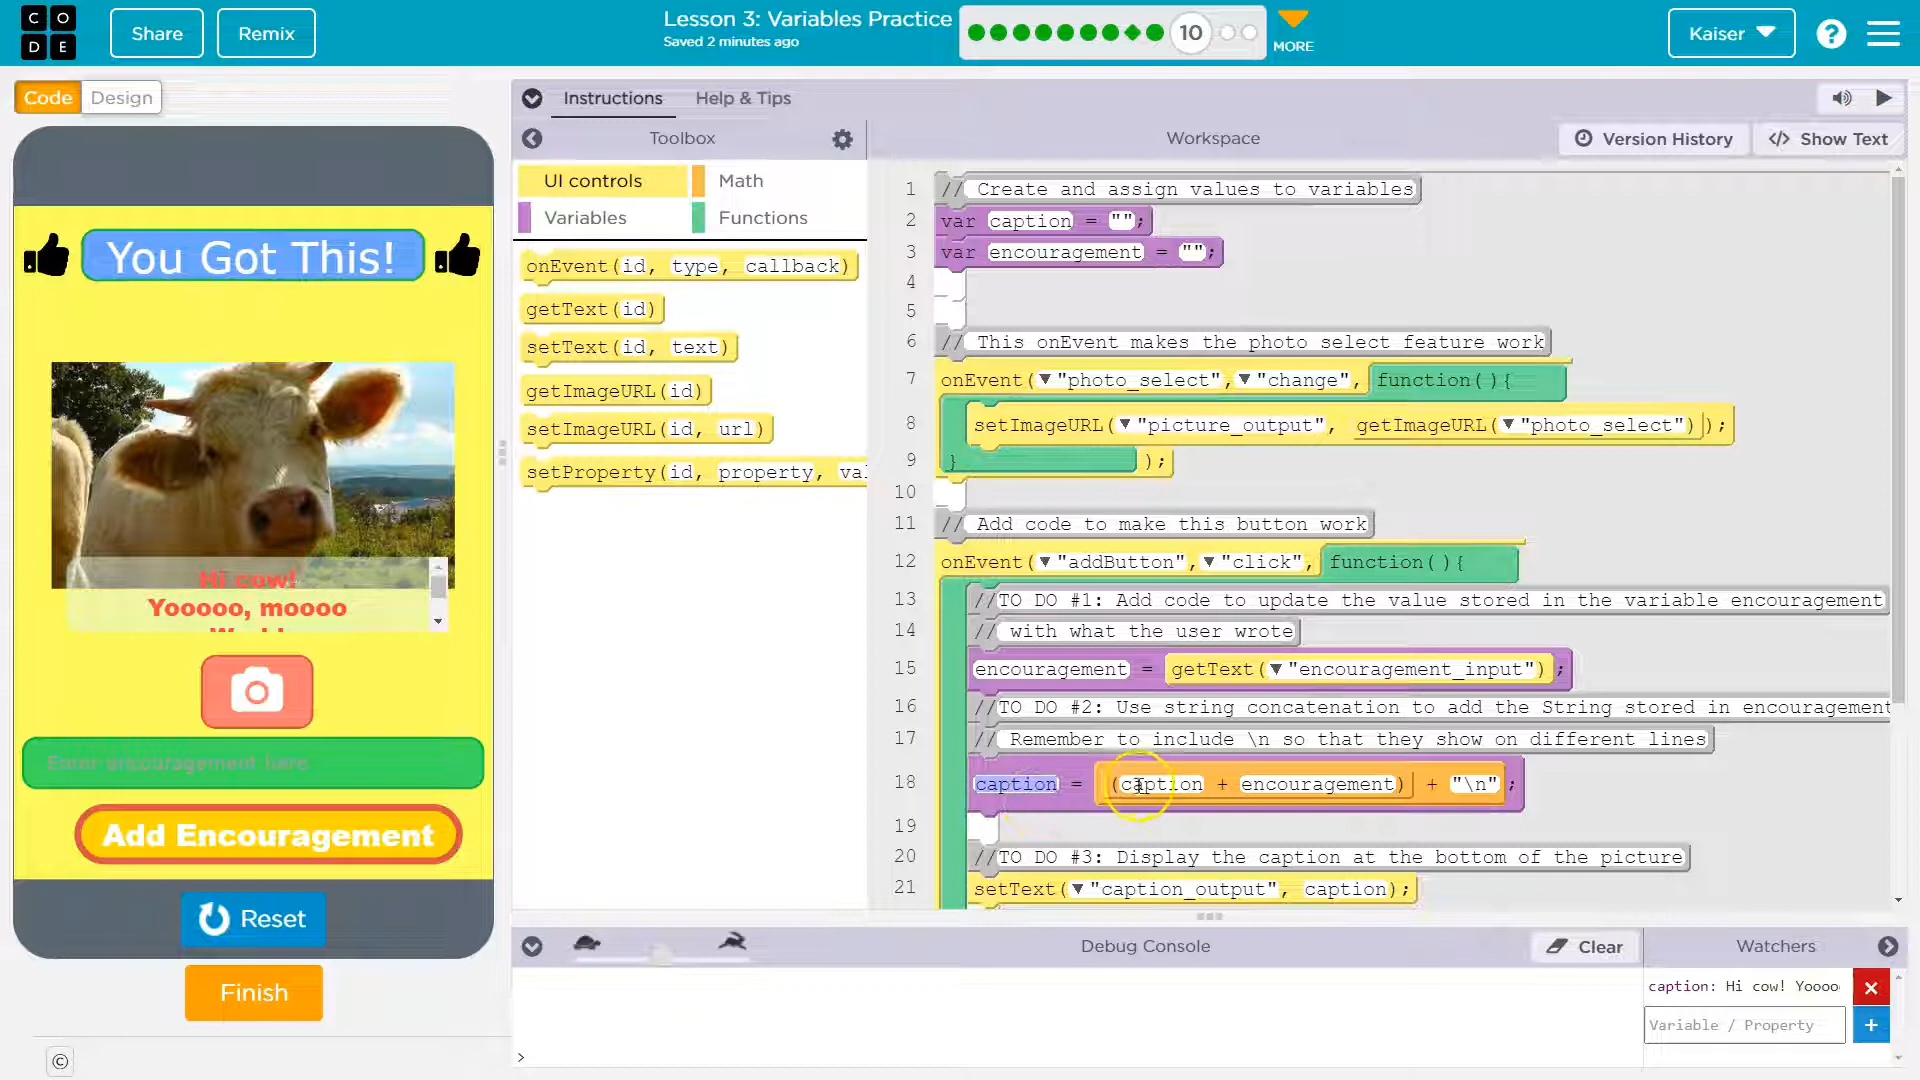 CODE
Share
Remix
Lesson 3: Variables Practice
Saved 2 minutes ago
10
MORE
Kaiser
?
Code
Design
Instructions
Help & Tips
Toolbox
Workspace
Version History
</> Show Text
UI controls
Math
Variables
Functions
onEvent(id, type, callback)
getText(id)
setText(id, text)
getImageURL(id)
setImageURL(id, url)
setProperty(id, property, val
You Got This!
Hi cow!
Yooooo, moooo
Enter encouragement here
Add Encouragement
Reset
Finish
©
1 // Create and assign values to variables
2 var caption = "";
3 var encouragement = "";
4
5
6 // This onEvent makes the photo select feature work
7 onEvent(▼"photo_select",▼"change", function(){
8 setImageURL(▼"picture_output", getImageURL(▼"photo_select"));
9 });
10
11 // Add code to make this button work
12 onEvent(▼"addButton",▼"click", function(){
13 //TO DO #1: Add code to update the value stored in the variable encouragement
14 // with what the user wrote
15 encouragement = getText(▼"encouragement_input");
16 //TO DO #2: Use string concatenation to add the String stored in encouragement
17 // Remember to include \n so that they show on different lines
18 caption = (caption + encouragement) + "\n";
19
20 //TO DO #3: Display the caption at the bottom of the picture
21 setText(▼"caption_output", caption);
Debug Console
Clear
Watchers
>
caption: Hi cow! Yoooo
Variable / Property